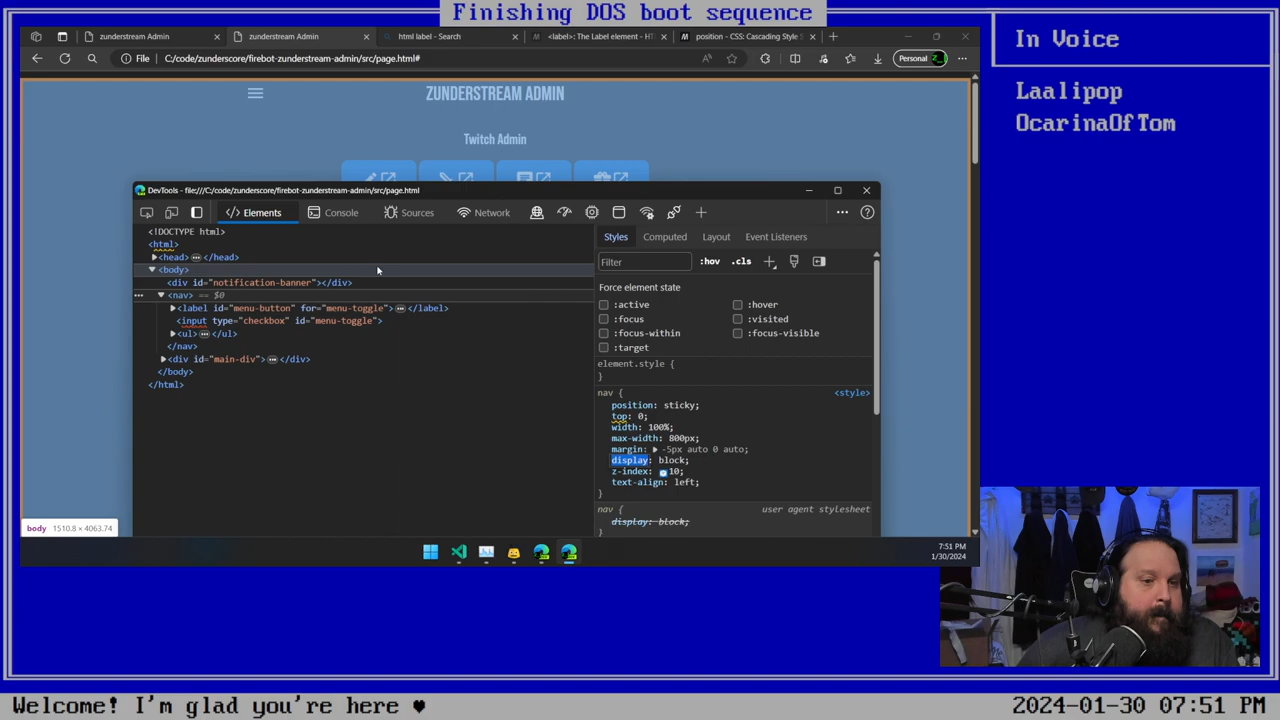 Finishing DOS boot sequence
zunderstream Admin
zunderstream Admin
html label - Search
<label>: The Label element - HT
position - CSS: Cascading Style S
File
C:/code/zunderscore/firebot-zunderstream-admin/src/page.html#
Personal
ZUNDERSTREAM ADMIN
Twitch Admin
DevTools - file:///C:/code/zunderscore/firebot-zunderstream-admin/src/page.html
Elements
Console
Sources
Network
<!DOCTYPE html>
<html>
<head> </head>
<body>
<div id="notification-banner"></div>
<nav> == $0
<label id="menu-button" for="menu-toggle"> </label>
<input type="checkbox" id="menu-toggle">
<ul> </ul>
</nav>
<div id="main-div"> </div>
</body>
</html>
Styles
Computed
Layout
Event Listeners
Filter
:hov
.cls
Force element state
:active
:hover
:focus
:visited
:focus-within
:focus-visible
:target
element.style {
}
nav {
<style>
position: sticky;
top: 0;
width: 100%;
max-width: 800px;
margin: -5px auto 0 auto;
display: block;
z-index: 10;
text-align: left;
}
nav {
user agent stylesheet
display: block;
}
body 1510.8 × 4063.74
7:51 PM
1/30/2024
In Voice
Laalipop
OcarinaOfTom
Welcome! I'm glad you're here ♥
2024-01-30 07:51 PM